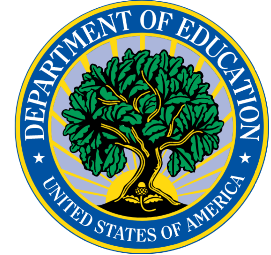 DEPARTMENT OF EDUCATION
UNITED STATES OF AMERICA